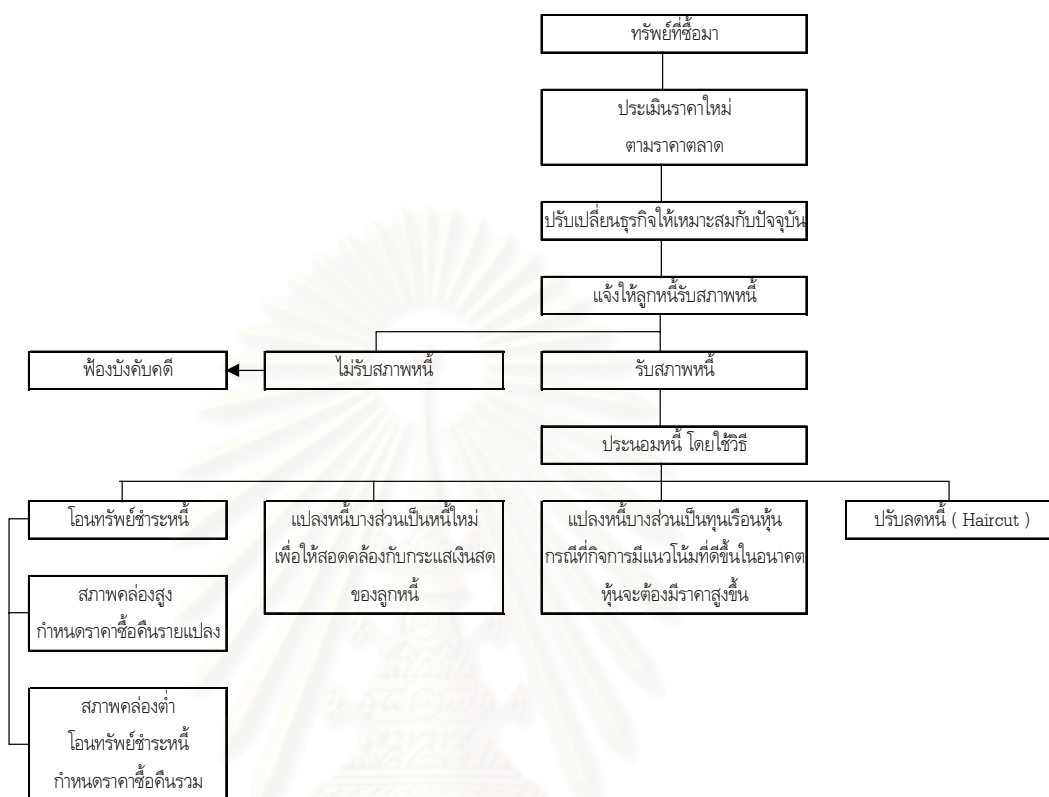 ทรัพย์ที่ซื้อมา
ประเมินราคาใหม่
ตามราคาตลาด
ปรับเปลี่ยนธุรกิจให้เหมาะสมกับปัจจุบัน
แจ้งให้ลูกหนี้รับสภาพหนี้
ฟ้องบังคับคดี
ไม่รับสภาพหนี้
รับสภาพหนี้
ประนอมหนี้ โดยใช้วิธี
โอนทรัพย์ชำระหนี้
แปลงหนี้บางส่วนเป็นหนี้ใหม่
เพื่อให้สอดคล้องกับกระแสเงินสด
ของลูกหนี้
แปลงหนี้บางส่วนเป็นทุนเรือนหุ้น
กรณีที่กิจการมีแนวโน้มที่ดีขึ้นในอนาคต
หุ้นจะต้องมีราคาสูงขึ้น
ปรับลดหนี้ ( Haircut )
สภาพคล่องสูง
กำหนดราคาซื้อคืนรายแปลง
สภาพคล่องต่ำ
โอนทรัพย์ชำระหนี้
กำหนดราคาซื้อคืนรวม